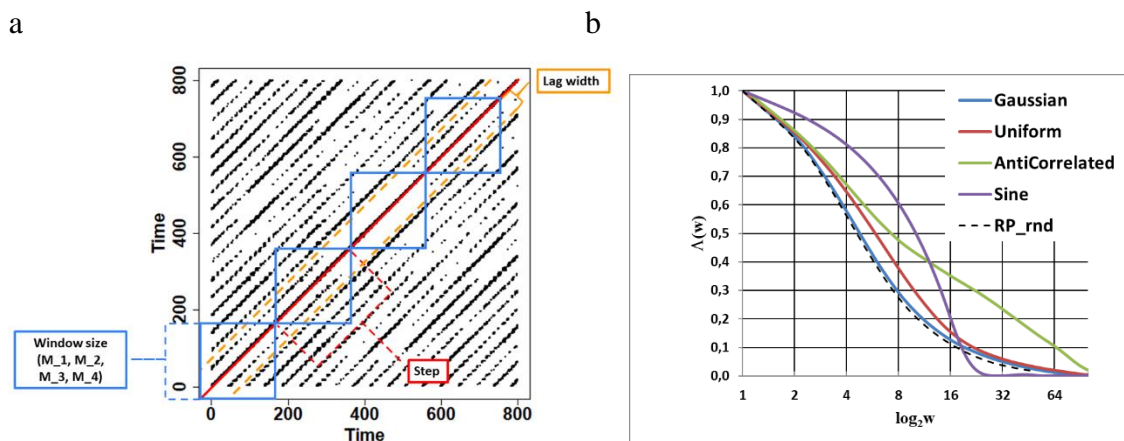 a
b
Lag width
Time
800
600
400
200
0
Window size
(M_1, M_2,
M_3, M_4)
Step
0 200 400 600 800
Time
Λ(w)
1,0
0,9
0,8
0,7
0,6
0,5
0,4
0,3
0,2
0,1
0,0
Gaussian
Uniform
AntiCorrelated
Sine
RP_rnd
1 2 4 8 16 32 64
log₂w